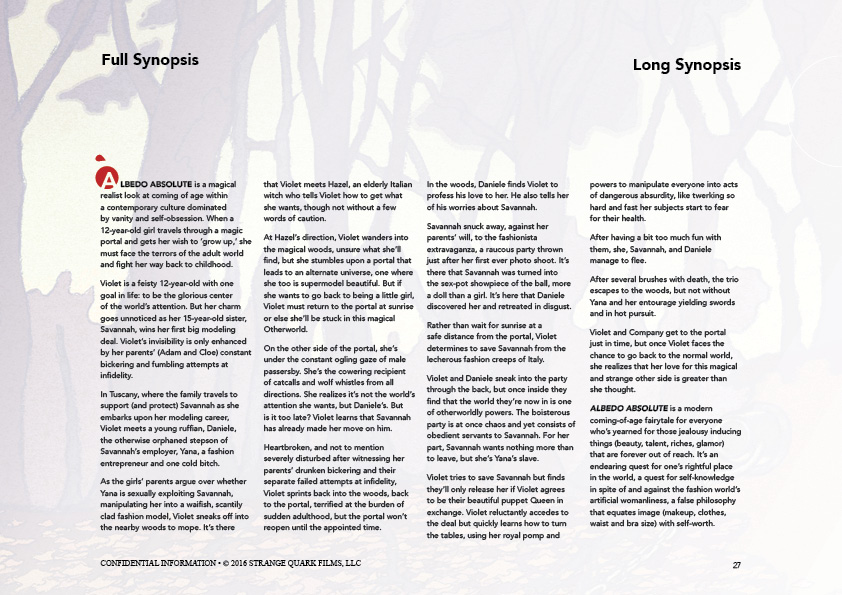 Full Synopsis
Long Synopsis
ALBEDO ABSOLUTE is a magical
realist look at coming of age within
a contemporary culture dominated
by vanity and self-obsession. When a
12-year-old girl travels through a magic
portal and gets her wish to ‘grow up,’ she
must face the terrors of the adult world
and fight her way back to childhood.
Violet is a feisty 12-year-old with one
goal in life: to be the glorious center
of the world’s attention. But her charm
goes unnoticed as her 15-year-old sister,
Savannah, wins her first big modeling
deal. Violet’s invisibility is only enhanced
by her parents’ (Adam and Cloe) constant
bickering and fumbling attempts at
infidelity.
In Tuscany, where the family travels to
support (and protect) Savannah as she
embarks upon her modeling career,
Violet meets a young ruffian, Daniele,
the otherwise orphaned stepson of
Savannah’s employer, Yana, a fashion
entrepreneur and one cold bitch.
As the girls’ parents argue over whether
Yana is sexually exploiting Savannah,
manipulating her into a waifish, scantily
clad fashion model, Violet sneaks off into
the nearby woods to mope. It’s there
that Violet meets Hazel, an elderly Italian
witch who tells Violet how to get what
she wants, though not without a few
words of caution.
At Hazel’s direction, Violet wanders into
the magical woods, unsure what she’ll
find, but she stumbles upon a portal that
leads to an alternate universe, one where
she too is supermodel beautiful. But if
she wants to go back to being a little girl,
Violet must return to the portal at sunrise
or else she’ll be stuck in this magical
Otherworld.
On the other side of the portal, she’s
under the constant ogling gaze of male
passersby. She’s the cowering recipient
of catcalls and wolf whistles from all
directions. She realizes it’s not the world’s
attention she wants, but Daniele’s. But
is it too late? Violet learns that Savannah
has already made her move on him.
Heartbroken, and not to mention
severely disturbed after witnessing her
parents’ drunken bickering and their
separate failed attempts at infidelity,
Violet sprints back into the woods, back
to the portal, terrified at the burden of
sudden adulthood, but the portal won’t
reopen until the appointed time.
In the woods, Daniele finds Violet to
profess his love to her. He also tells her
of his worries about Savannah.
Savannah snuck away, against her
parents’ will, to the fashionista
extravaganza, a raucous party thrown
just after her first ever photo shoot. It’s
there that Savannah was turned into
the sex-pot showpiece of the ball, more
a doll than a girl. It’s here that Daniele
discovered her and retreated in disgust.
Rather than wait for sunrise at a
safe distance from the portal, Violet
determines to save Savannah from the
lecherous fashion creeps of Italy.
Violet and Daniele sneak into the party
through the back, but once inside they
find that the world they’re now in is one
of otherworldly powers. The boisterous
party is at once chaos and yet consists of
obedient servants to Savannah. For her
part, Savannah wants nothing more than
to leave, but she’s Yana’s slave.
Violet tries to save Savannah but finds
they’ll only release her if Violet agrees
to be their beautiful puppet Queen in
exchange. Violet reluctantly accedes to
the deal but quickly learns how to turn
the tables, using her royal pomp and
powers to manipulate everyone into acts
of dangerous absurdity, like twerking so
hard and fast her subjects start to fear
for their health.
After having a bit too much fun with
them, she, Savannah, and Daniele
manage to flee.
After several brushes with death, the trio
escapes to the woods, but not without
Yana and her entourage yielding swords
and in hot pursuit.
Violet and Company get to the portal
just in time, but once Violet faces the
chance to go back to the normal world,
she realizes that her love for this magical
and strange other side is greater than
she thought.
ALBEDO ABSOLUTE is a modern
coming-of-age fairytale for everyone
who’s yearned for those jealousy inducing
things (beauty, talent, riches, glamor)
that are forever out of reach. It’s an
endearing quest for one’s rightful place
in the world, a quest for self-knowledge
in spite of and against the fashion world’s
artificial womanliness, a false philosophy
that equates image (makeup, clothes,
waist and bra size) with self-worth.
CONFIDENTIAL INFORMATION • © 2016 STRANGE QUARK FILMS, LLC
27